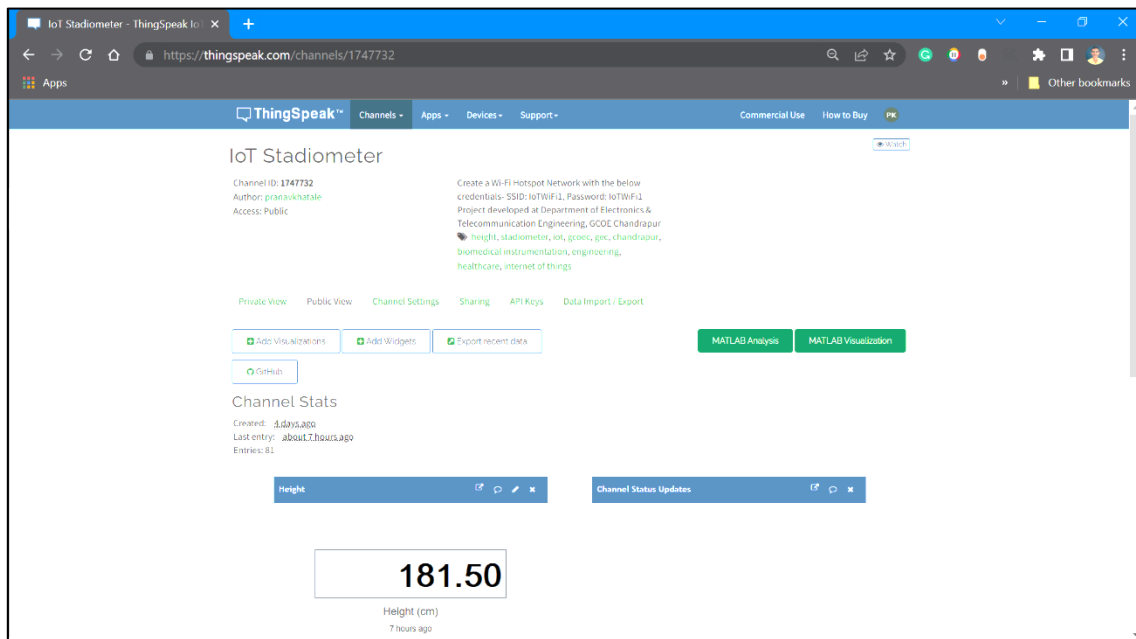 IoT Stadiometer - ThingSpeak Io
https://thingspeak.com/channels/1747732
Apps
» Other bookmarks
ThingSpeak™ Channels Apps Devices Support Commercial Use How to Buy PK
Watch
IoT Stadiometer
Channel ID: 1747732
Author: pranavkhatale
Access: Public
Create a Wi-Fi Hotspot Network with the below
credentials- SSID: IoTWiFi1, Password: IoTWiFi1
Project developed at Department of Electronics &
Telecommunication Engineering, GCOE Chandrapur
height, stadiometer, iot, gcoec, gec, chandrapur,
biomedical instrumentation, engineering,
healthcare, internet of things
Private View Public View Channel Settings Sharing API Keys Data Import / Export
Add Visualizations Add Widgets Export recent data MATLAB Analysis MATLAB Visualization
GitHub
Channel Stats
Created: 4 days ago
Last entry: about 7 hours ago
Entries: 81
Height Channel Status Updates
181.50
Height (cm)
7 hours ago